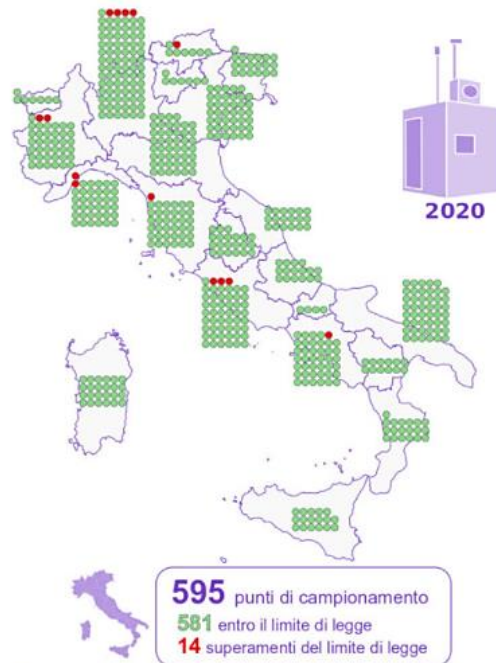 2020
595 punti di campionamento
581 entro il limite di legge
14 superamenti del limite di legge